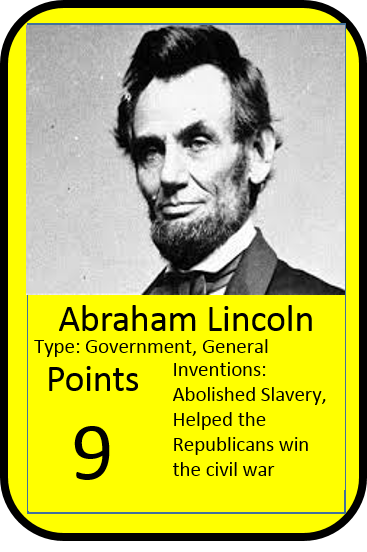 Abraham Lincoln
Type: Government, General
Points
9
Inventions:
Abolished Slavery,
Helped the
Republicans win
the civil war